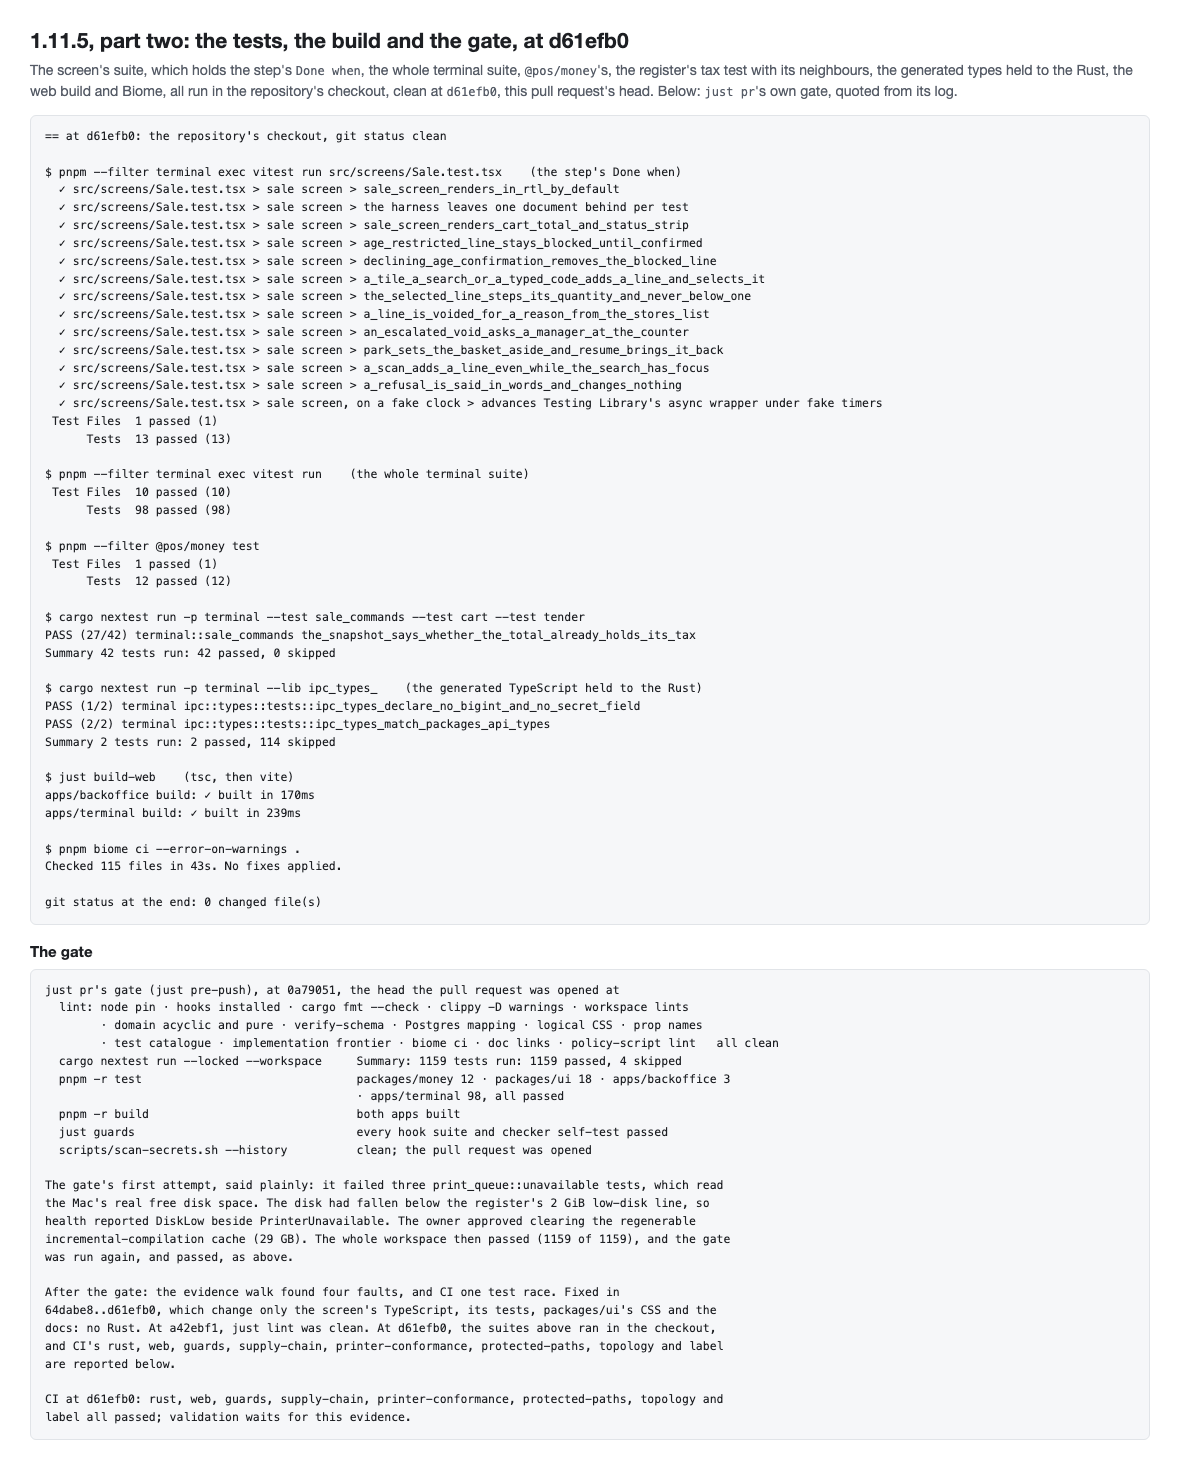 1.11.5, part two: the tests, the build and the gate, at d61efb0
The screen's suite, which holds the step's Done when, the whole terminal suite, @pos/money's, the register's tax test with its neighbours, the generated types held to the Rust, the
web build and Biome, all run in the repository's checkout, clean at d61efb0, this pull request's head. Below: just pr's own gate, quoted from its log.
== at d61efb0: the repository's checkout, git status clean
$ pnpm --filter terminal exec vitest run src/screens/Sale.test.tsx    (the step's Done when)
✓ src/screens/Sale.test.tsx > sale screen > sale_screen_renders_in_rtl_by_default
✓ src/screens/Sale.test.tsx > sale screen > the harness leaves one document behind per test
✓ src/screens/Sale.test.tsx > sale screen > sale_screen_renders_cart_total_and_status_strip
✓ src/screens/Sale.test.tsx > sale screen > age_restricted_line_stays_blocked_until_confirmed
✓ src/screens/Sale.test.tsx > sale screen > declining_age_confirmation_removes_the_blocked_line
✓ src/screens/Sale.test.tsx > sale screen > a_tile_a_search_or_a_typed_code_adds_a_line_and_selects_it
✓ src/screens/Sale.test.tsx > sale screen > the_selected_line_steps_its_quantity_and_never_below_one
✓ src/screens/Sale.test.tsx > sale screen > a_line_is_voided_for_a_reason_from_the_stores_list
✓ src/screens/Sale.test.tsx > sale screen > an_escalated_void_asks_a_manager_at_the_counter
✓ src/screens/Sale.test.tsx > sale screen > park_sets_the_basket_aside_and_resume_brings_it_back
✓ src/screens/Sale.test.tsx > sale screen > a_scan_adds_a_line_even_while_the_search_has_focus
✓ src/screens/Sale.test.tsx > sale screen > a_refusal_is_said_in_words_and_changes_nothing
✓ src/screens/Sale.test.tsx > sale screen, on a fake clock > advances Testing Library's async wrapper under fake timers
Test Files  1 passed (1)
Tests  13 passed (13)
$ pnpm --filter terminal exec vitest run    (the whole terminal suite)
Test Files  10 passed (10)
Tests  98 passed (98)
$ pnpm --filter @pos/money test
Test Files  1 passed (1)
Tests  12 passed (12)
$ cargo nextest run -p terminal --test sale_commands --test cart --test tender
PASS (27/42) terminal::sale_commands the_snapshot_says_whether_the_total_already_holds_its_tax
Summary 42 tests run: 42 passed, 0 skipped
$ cargo nextest run -p terminal --lib ipc_types_    (the generated TypeScript held to the Rust)
PASS (1/2) terminal ipc::types::tests::ipc_types_declare_no_bigint_and_no_secret_field
PASS (2/2) terminal ipc::types::tests::ipc_types_match_packages_api_types
Summary 2 tests run: 2 passed, 114 skipped
$ just build-web    (tsc, then vite)
apps/backoffice build: ✓ built in 170ms
apps/terminal build: ✓ built in 239ms
$ pnpm biome ci --error-on-warnings .
Checked 115 files in 43s. No fixes applied.
git status at the end: 0 changed file(s)
The gate
just pr's gate (just pre-push), at 0a79051, the head the pull request was opened at
lint: node pin · hooks installed · cargo fmt --check · clippy -D warnings · workspace lints
· domain acyclic and pure · verify-schema · Postgres mapping · logical CSS · prop names
· test catalogue · implementation frontier · biome ci · doc links · policy-script lint   all clean
cargo nextest run --locked --workspace     Summary: 1159 tests run: 1159 passed, 4 skipped
pnpm -r test                               packages/money 12 · packages/ui 18 · apps/backoffice 3
· apps/terminal 98, all passed
pnpm -r build                              both apps built
just guards                                every hook suite and checker self-test passed
scripts/scan-secrets.sh --history          clean; the pull request was opened
The gate's first attempt, said plainly: it failed three print_queue::unavailable tests, which read
the Mac's real free disk space. The disk had fallen below the register's 2 GiB low-disk line, so
health reported DiskLow beside PrinterUnavailable. The owner approved clearing the regenerable
incremental-compilation cache (29 GB). The whole workspace then passed (1159 of 1159), and the gate
was run again, and passed, as above.
After the gate: the evidence walk found four faults, and CI one test race. Fixed in
64dabe8..d61efb0, which change only the screen's TypeScript, its tests, packages/ui's CSS and the
docs: no Rust. At a42ebf1, just lint was clean. At d61efb0, the suites above ran in the checkout,
and CI's rust, web, guards, supply-chain, printer-conformance, protected-paths, topology and label
are reported below.
CI at d61efb0: rust, web, guards, supply-chain, printer-conformance, protected-paths, topology and
label all passed; validation waits for this evidence.